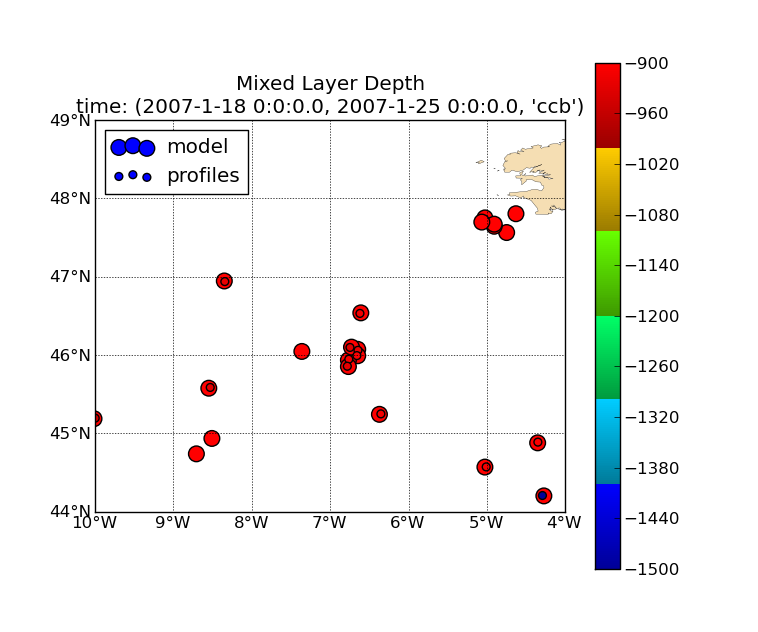 Mixed Layer Depth
time: (2007-1-18 0:0:0.0, 2007-1-25 0:0:0.0, 'ccb')
model
profiles
49°N
48°N
47°N
46°N
45°N
44°N
10°W 9°W 8°W 7°W 6°W 5°W 4°W
−900
−960
−1020
−1080
−1140
−1200
−1260
−1320
−1380
−1440
−1500